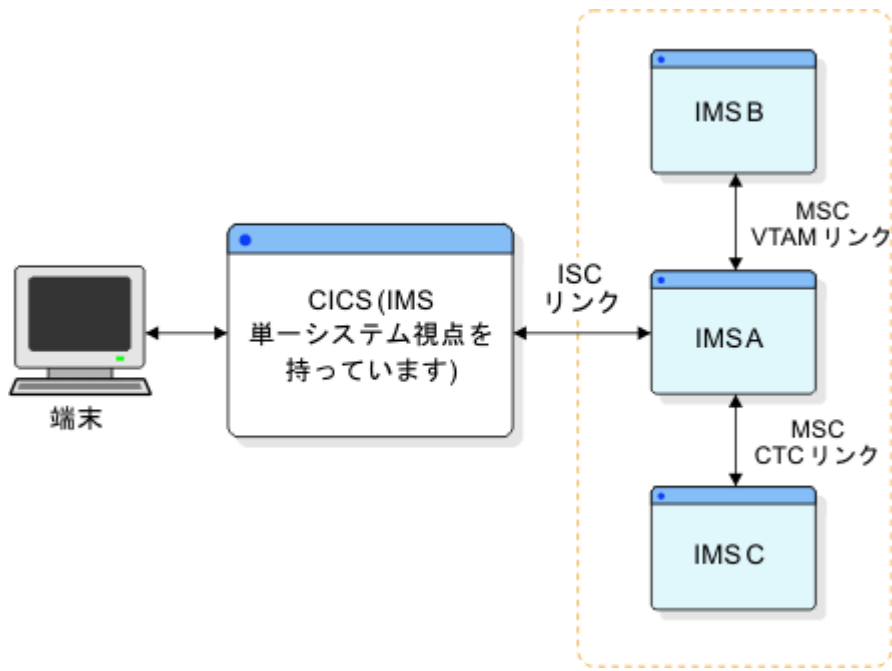 端末
CICS (IMS
単一システム視点を
持っています)
ISC
リンク
IMS B
MSC
VTAM リンク
IMS A
MSC
CTC リンク
IMS C